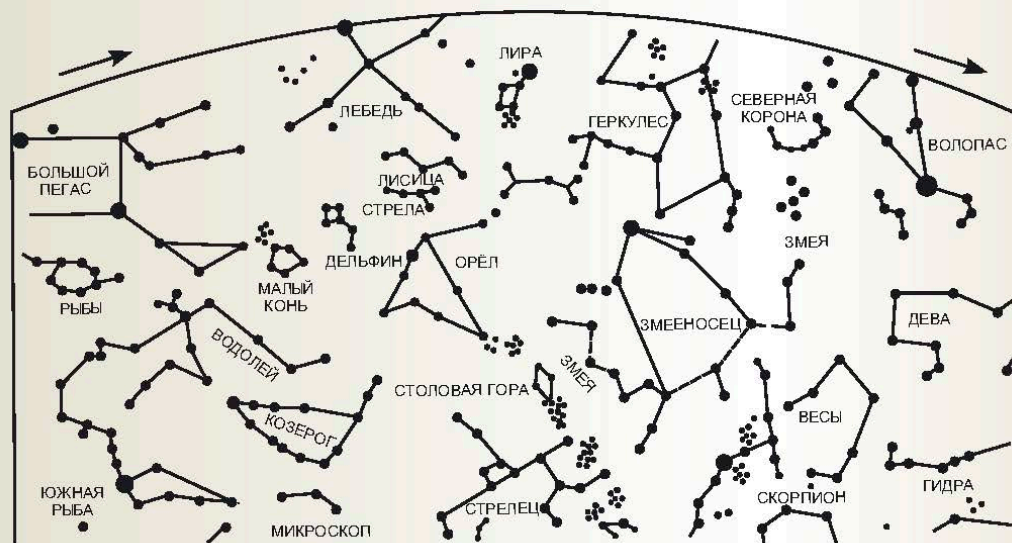 ЛИРА
ЛЕБЕДЬ
ГЕРКУЛЕС
СЕВЕРНАЯ
КОРОНА
ВОЛОПАС
БОЛЬШОЙ
ПЕГАС
ЛИСИЦА
СТРЕЛА
ДЕЛЬФИН
ОРЁЛ
ЗМЕЯ
МАЛЫЙ
КОНЬ
РЫБЫ
ВОДОЛЕЙ
ЗМЕЕНОСЕЦ
ДЕВА
ЗМЕЯ
СТОЛОВАЯ ГОРА
КОЗЕРОГ
ВЕСЫ
ЮЖНАЯ
РЫБА
МИКРОСКОП
СТРЕЛЕЦ
СКОРПИОН
ГИДРА